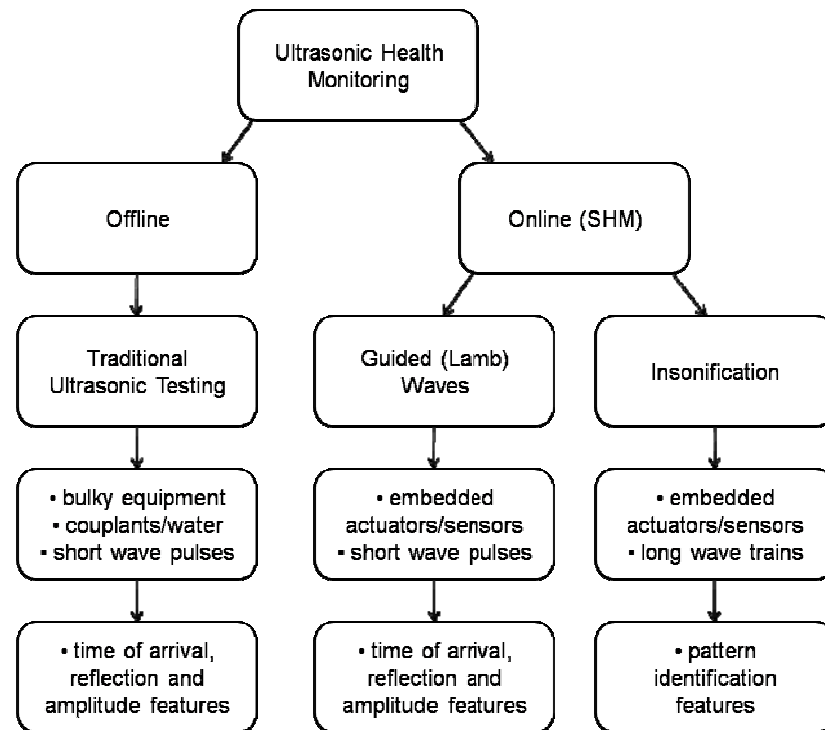 Ultrasonic Health
Monitoring
Offline
Online (SHM)
Traditional
Ultrasonic Testing
Guided (Lamb)
Waves
Insonification
▪ bulky equipment
▪ couplants/water
▪ short wave pulses
▪ embedded
actuators/sensors
▪ short wave pulses
▪ embedded
actuators/sensors
▪ long wave trains
▪ time of arrival,
reflection and
amplitude features
▪ time of arrival,
reflection and
amplitude features
▪ pattern
identification
features